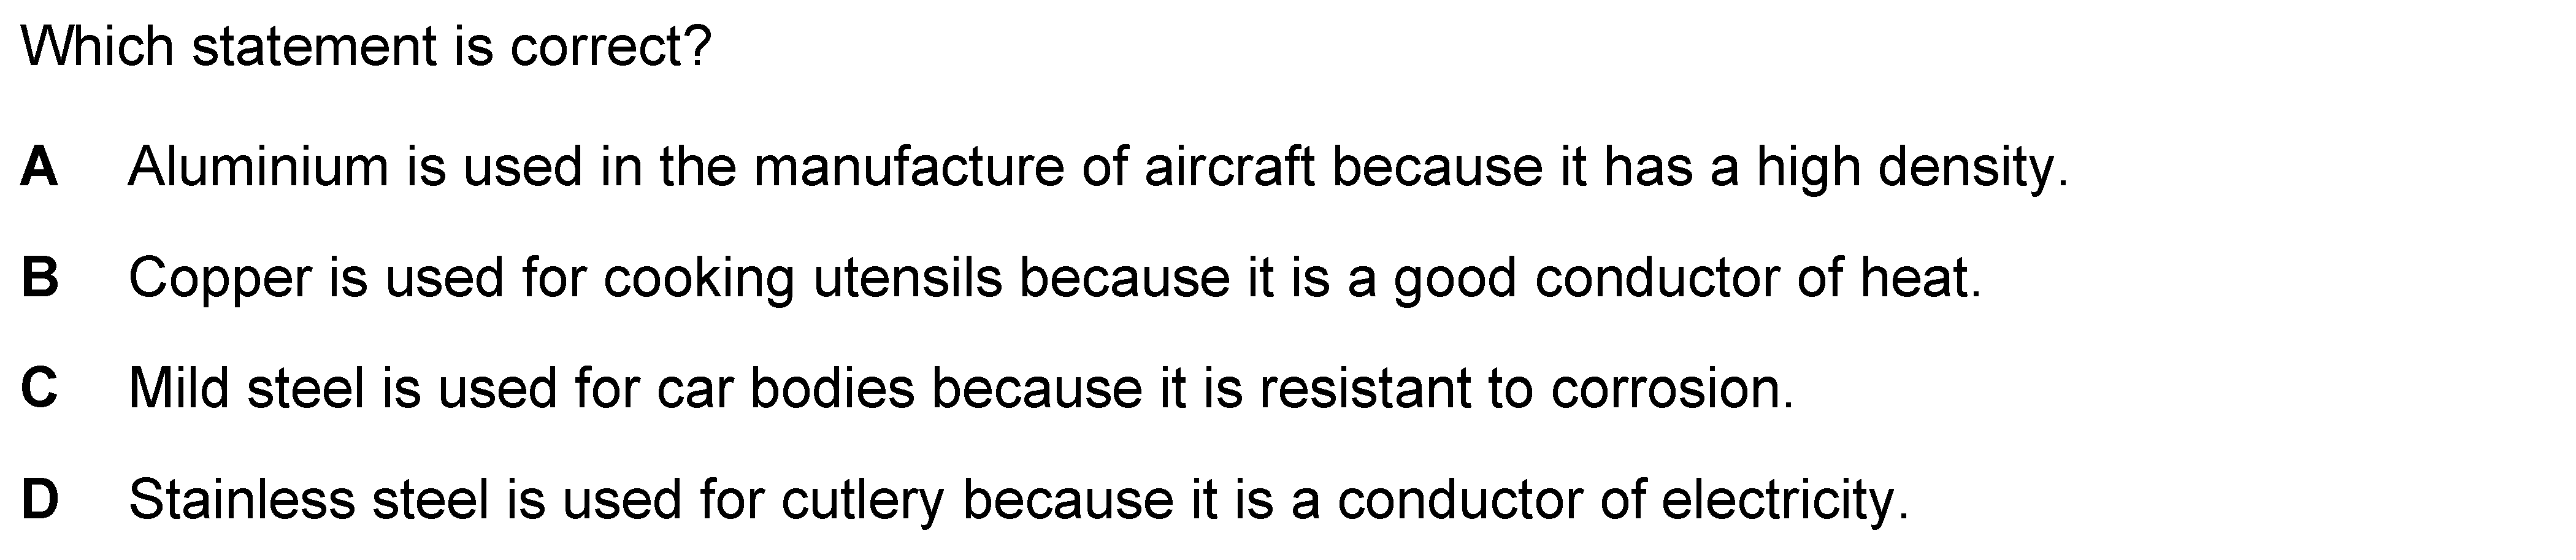 Which statement is correct?
A Aluminium is used in the manufacture of aircraft because it has a high density.
B Copper is used for cooking utensils because it is a good conductor of heat.
C Mild steel is used for car bodies because it is resistant to corrosion.
D Stainless steel is used for cutlery because it is a conductor of electricity.